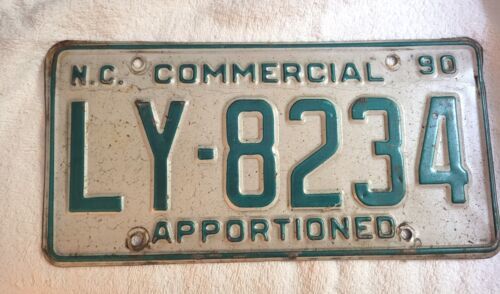 N.C. COMMERCIAL 90
LY-8234
APPORTIONED